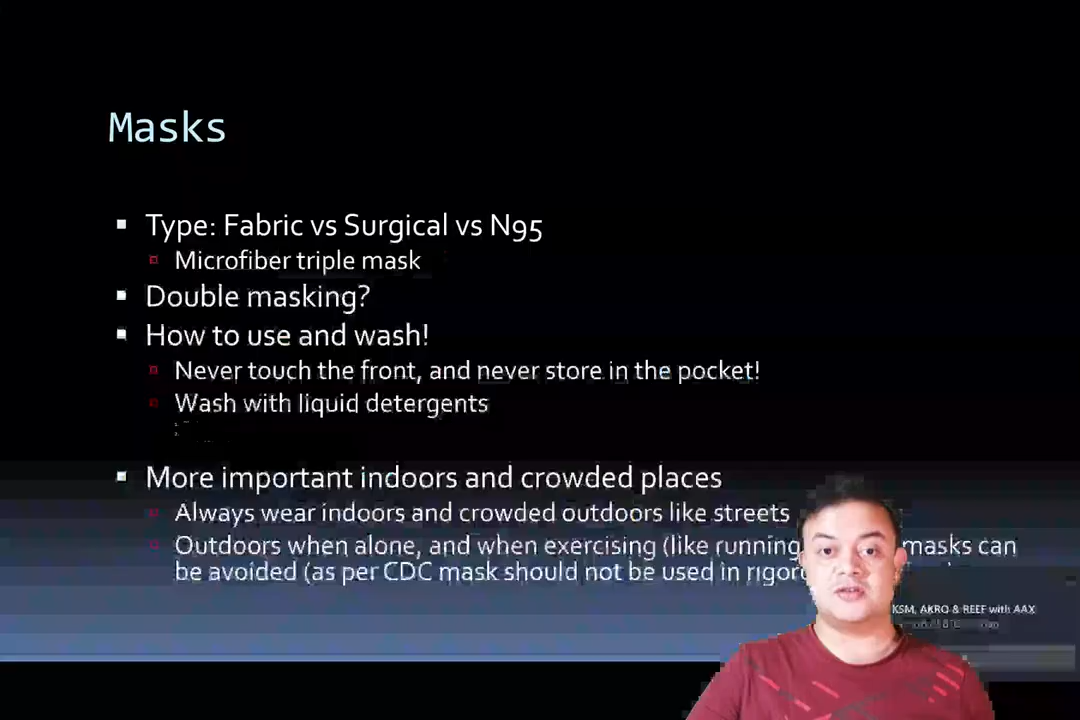 Masks
Type: Fabric vs Surgical vs N95
Microfiber triple mask
Double masking?
How to use and wash!
Never touch the front, and never store in the pocket!
Wash with liquid detergents
More important indoors and crowded places
Always wear indoors and crowded outdoors like streets
Outdoors when alone, and when exercising (like running masks can
be avoided (as per CDC mask should not be used in
KSM, AKRO & REEF with AAX